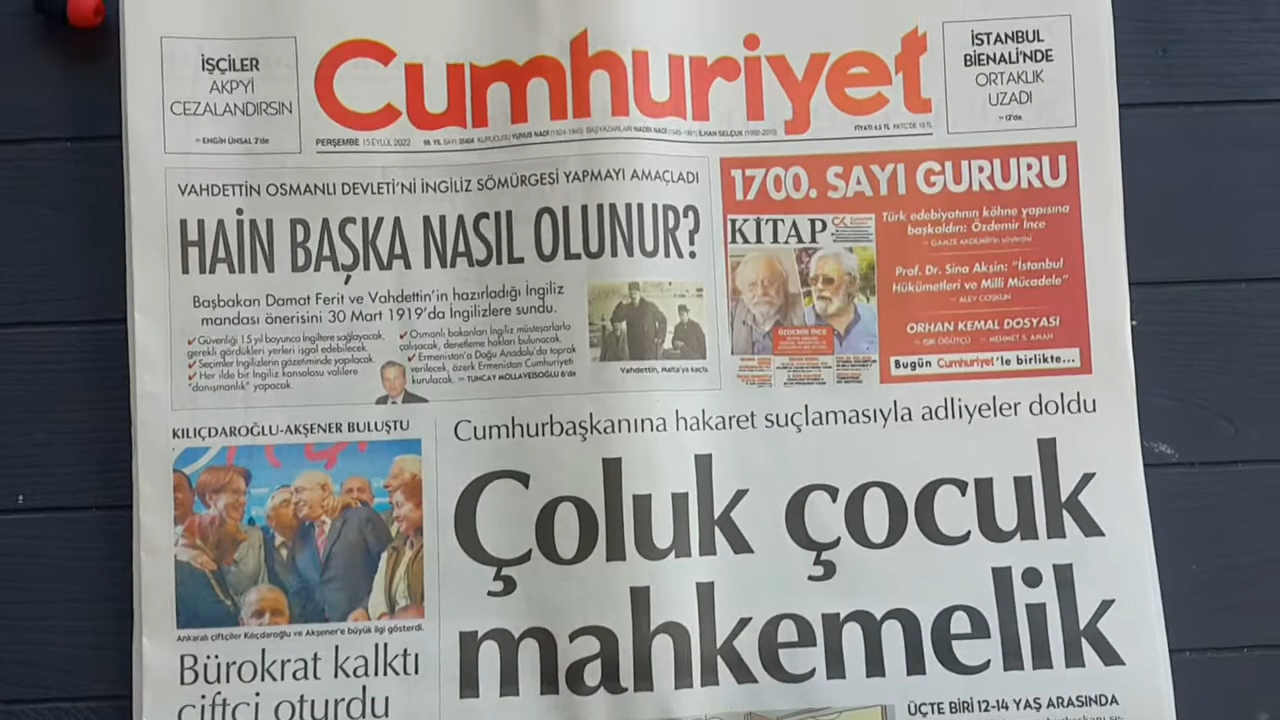 İŞÇİLER
AKP'Yİ
CEZALANDIRSIN
ENGİN ÜNSAL 2'de
Cumhuriyet
İSTANBUL
BİENALİ'NDE
ORTAKLIK
UZADI
12'de
PERŞEMBE 15 EYLÜL 2022 98. YIL SAYI KURUCUSU YUNUS NADİ (1924-1945) BAŞYAZARLARI NADİR NADİ (1945-1991) İLHAN SELÇUK (1992-2010) FİYATI 4,5 TL KKTC'DE 10 TL
VAHDETTİN OSMANLI DEVLETİ'Nİ İNGİLİZ SÖMÜRGESİ YAPMAYI AMAÇLADI
HAİN BAŞKA NASIL OLUNUR?
Başbakan Damat Ferit ve Vahdettin'in hazırladığı İngiliz
mandası önerisini 30 Mart 1919'da İngilizlere sundu.
✔ Güvenliği 15 yıl boyunca İngiltere sağlayacak,
gerekli gördükleri yerleri işgal edebilecek.
✔ Seçimler İngilizlerin gözetiminde yapılacak.
✔ Her ilde bir İngiliz konsolosu valilere
"danışmanlık" yapacak.
✔ Osmanlı bakanları İngiliz müsteşarlarla
çalışacak, denetleme hakları bulunacak.
✔ Ermenistan'a Doğu Anadolu'da toprak
verilecek, özerk Ermenistan Cumhuriyeti
kurulacak. TUNCAY MOLLAVEİSOĞLU 6'da
Vahdettin, Malta'ya kaçtı.
1700. SAYI GURURU
KİTAP
ÖZDEMİR İNCE
Türk edebiyatının köhne yapısına
başkaldırı: Özdemir İnce
GAMZE AKDEMİR'in söyleşisi
Prof. Dr. Sina Akşin: "İstanbul
Hükümetleri ve Milli Mücadele"
ALEV COŞKUN
ORHAN KEMAL DOSYASI
IŞIK ÖĞÜTÇÜ MEHMET S. AMAN
Bugün Cumhuriyet'le birlikte...
KILIÇDAROĞLU-AKŞENER BULUŞTU
Ankaralı çiftçiler Kılıçdaroğlu ve Akşener'e büyük ilgi gösterdi.
Bürokrat kalktı
çiftçi oturdu
Cumhurbaşkanına hakaret suçlamasıyla adliyeler doldu
Çoluk çocuk
mahkemelik
ÜÇTE BİRİ 12-14 YAŞ ARASINDA